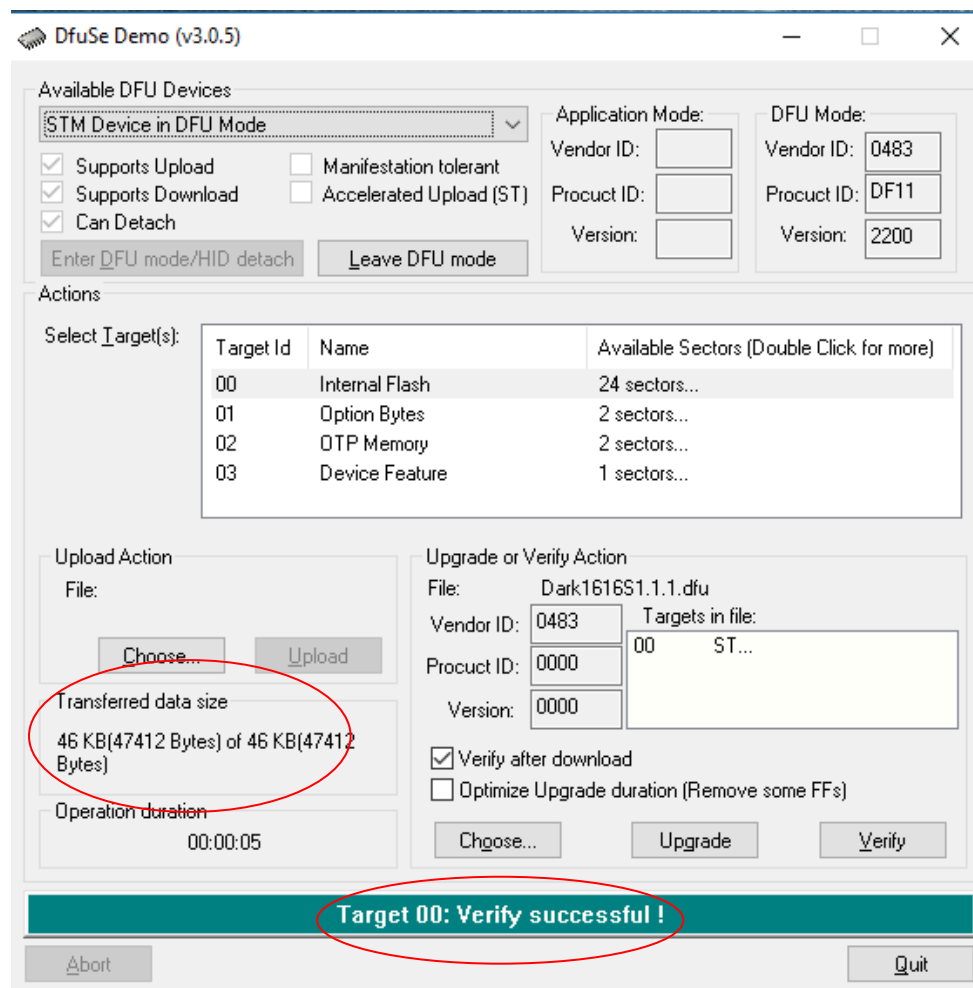 DfuSe Demo (v3.0.5)
Available DFU Devices
STM Device in DFU Mode
Supports Upload
Manifestation tolerant
Supports Download
Accelerated Upload (ST)
Can Detach
Enter DFU mode/HID detach
Leave DFU mode
Application Mode:
Vendor ID:
Procuct ID:
Version:
DFU Mode:
Vendor ID: 0483
Procuct ID: DF11
Version: 2200
Actions
Select Target(s):
Target Id Name Available Sectors (Double Click for more)
00 Internal Flash 24 sectors...
01 Option Bytes 2 sectors...
02 OTP Memory 2 sectors...
03 Device Feature 1 sectors...
Upload Action
File:
Choose...
Upload
Transferred data size
46 KB(47412 Bytes) of 46 KB(47412
Bytes)
Operation duration
00:00:05
Upgrade or Verify Action
File: Dark1616S1.1.1.dfu
Vendor ID: 0483
Procuct ID: 0000
Version: 0000
Targets in file:
00 ST...
Verify after download
Optimize Upgrade duration (Remove some FFs)
Choose...
Upgrade
Verify
Target 00: Verify successful !
Abort
Quit